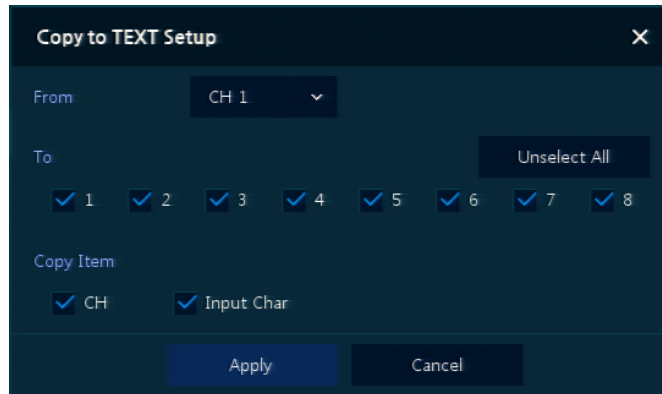 Copy to TEXT Setup
From CH 1
To Unselect All
1 2 3 4 5 6 7 8
Copy Item
CH Input Char
Apply Cancel